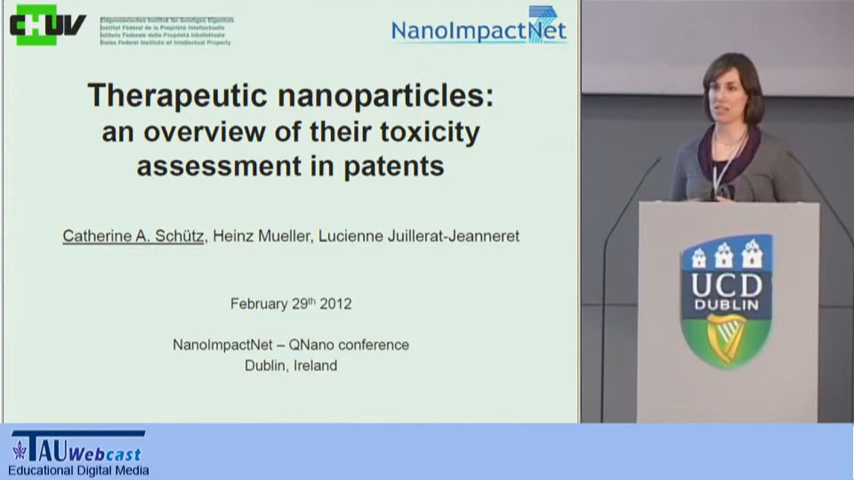 CHUV
Eidgenössisches Institut für Geistiges Eigentum
Institut Fédéral de la Propriété Intellectuelle
Istituto Federale della Proprietà Intellettuale
Swiss Federal Institute of Intellectual Property
NanoImpactNet
Therapeutic nanoparticles:
an overview of their toxicity
assessment in patents
Catherine A. Schütz, Heinz Mueller, Lucienne Juillerat-Jeanneret
February 29th 2012
NanoImpactNet – QNano conference
Dublin, Ireland
UCD
DUBLIN
TAU Webcast
Educational Digital Media